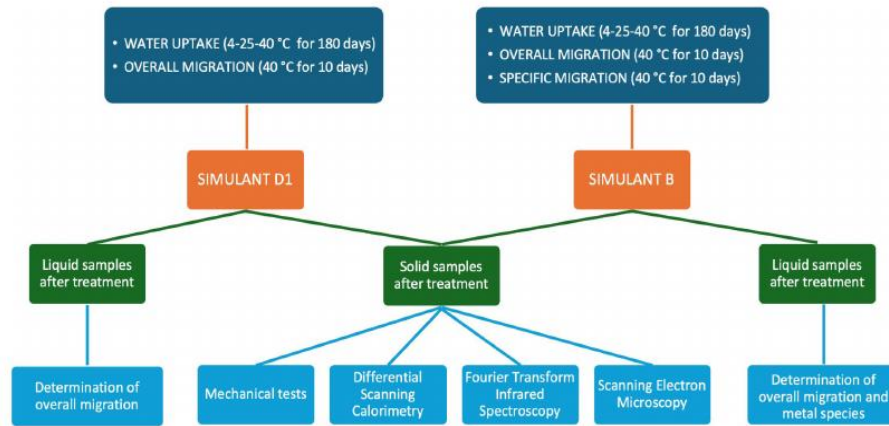 • WATER UPTAKE (4-25-40 °C for 180 days)
• OVERALL MIGRATION (40 °C for 10 days)
• WATER UPTAKE (4-25-40 °C for 180 days)
• OVERALL MIGRATION (40 °C for 10 days)
• SPECIFIC MIGRATION (40 °C for 10 days)
SIMULANT D1
SIMULANT B
Liquid samples
after treatment
Solid samples
after treatment
Liquid samples
after treatment
Determination of
overall migration
Mechanical tests
Differential
Scanning
Calorimetry
Fourier Transform
Infrared
Spectroscopy
Scanning Electron
Microscopy
Determination of
overall migration and
metal species